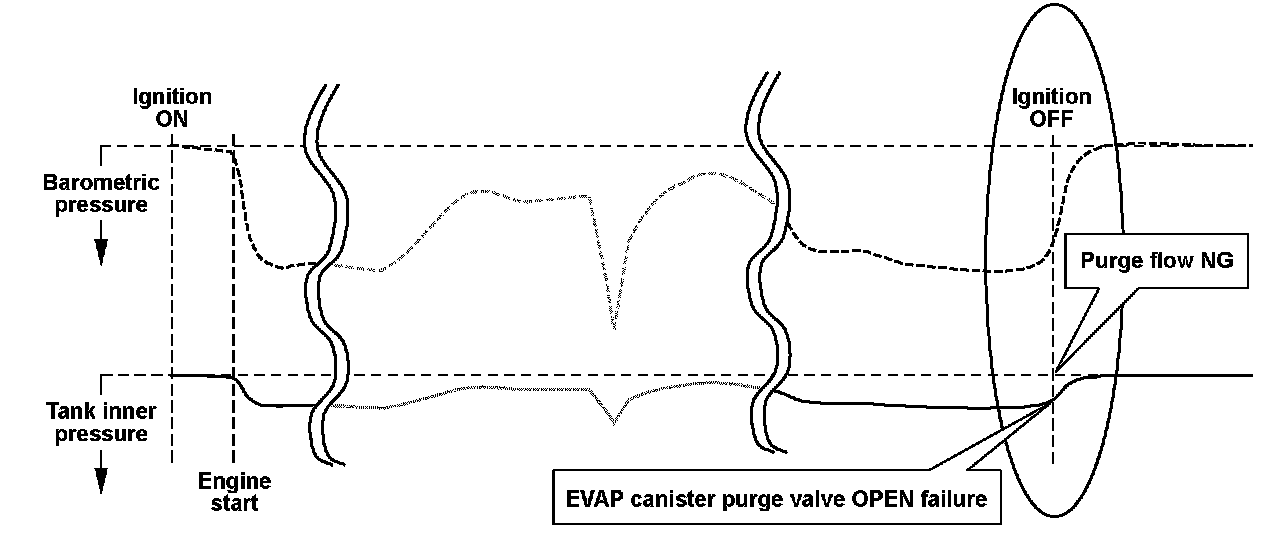 Ignition
ON
Ignition
OFF
Barometric
pressure
Purge flow NG
Tank inner
pressure
Engine
start
EVAP canister purge valve OPEN failure